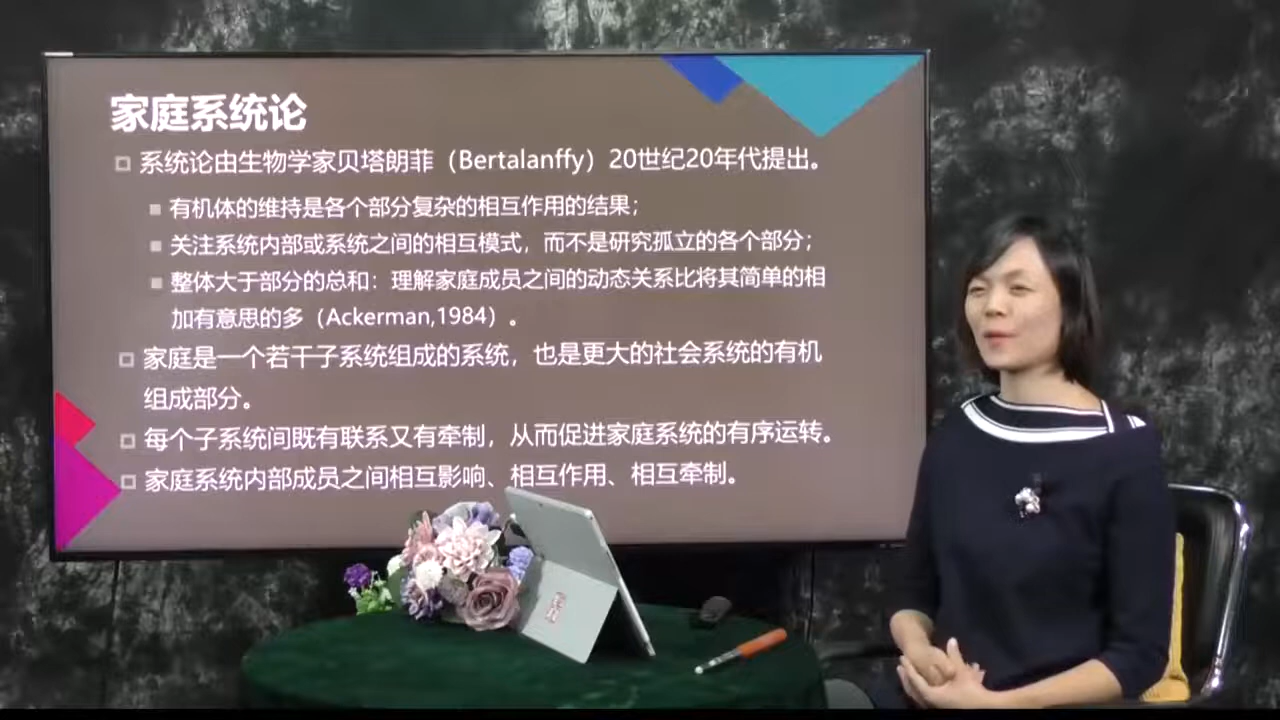 家庭系统论
系统论由生物学家贝塔朗菲（Bertalanffy）20世纪20年代提出。
有机体的维持是各个部分复杂的相互作用的结果；
关注系统内部或系统之间的相互模式，而不是研究孤立的各个部分；
整体大于部分的总和：理解家庭成员之间的动态关系比将其简单的相
加有意思的多（Ackerman,1984）。
家庭是一个若干子系统组成的系统，也是更大的社会系统的有机
组成部分。
每个子系统间既有联系又有牵制，从而促进家庭系统的有序运转。
家庭系统内部成员之间相互影响、相互作用、相互牵制。